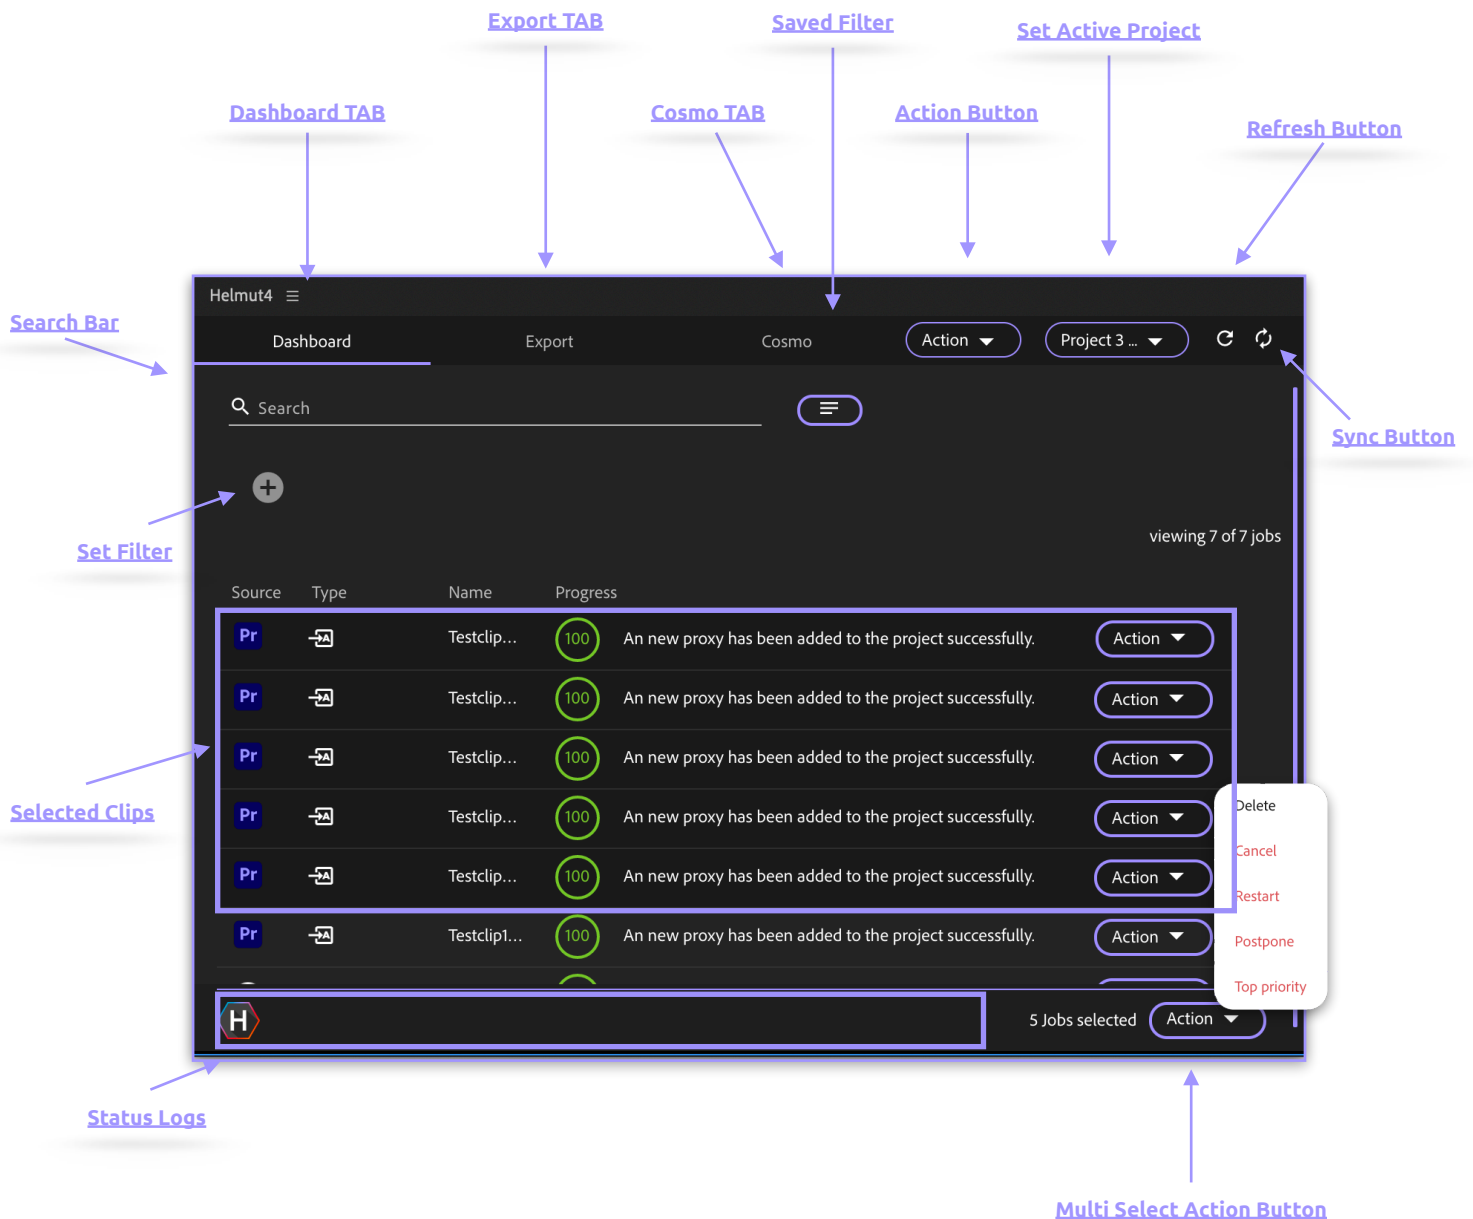 Export TAB
Saved Filter
Set Active Project
Dashboard TAB
Cosmo TAB
Action Button
Refresh Button
Helmut4
Search Bar
Dashboard
Export
Cosmo
Action
Project 3 ...
Search
Sync Button
Set Filter
viewing 7 of 7 jobs
Source Type Name Progress
Pr A Testclip... 100 An new proxy has been added to the project successfully. Action
Pr A Testclip... 100 An new proxy has been added to the project successfully. Action
Pr A Testclip... 100 An new proxy has been added to the project successfully. Action
Selected Clips
Delete
Pr A Testclip... 100 An new proxy has been added to the project successfully. Action
Cancel
Pr A Testclip... 100 An new proxy has been added to the project successfully. Action
Restart
Pr A Testclip1... 100 An new proxy has been added to the project successfully. Action
Postpone
Top priority
H
5 Jobs selected
Action
Status Logs
Multi Select Action Button